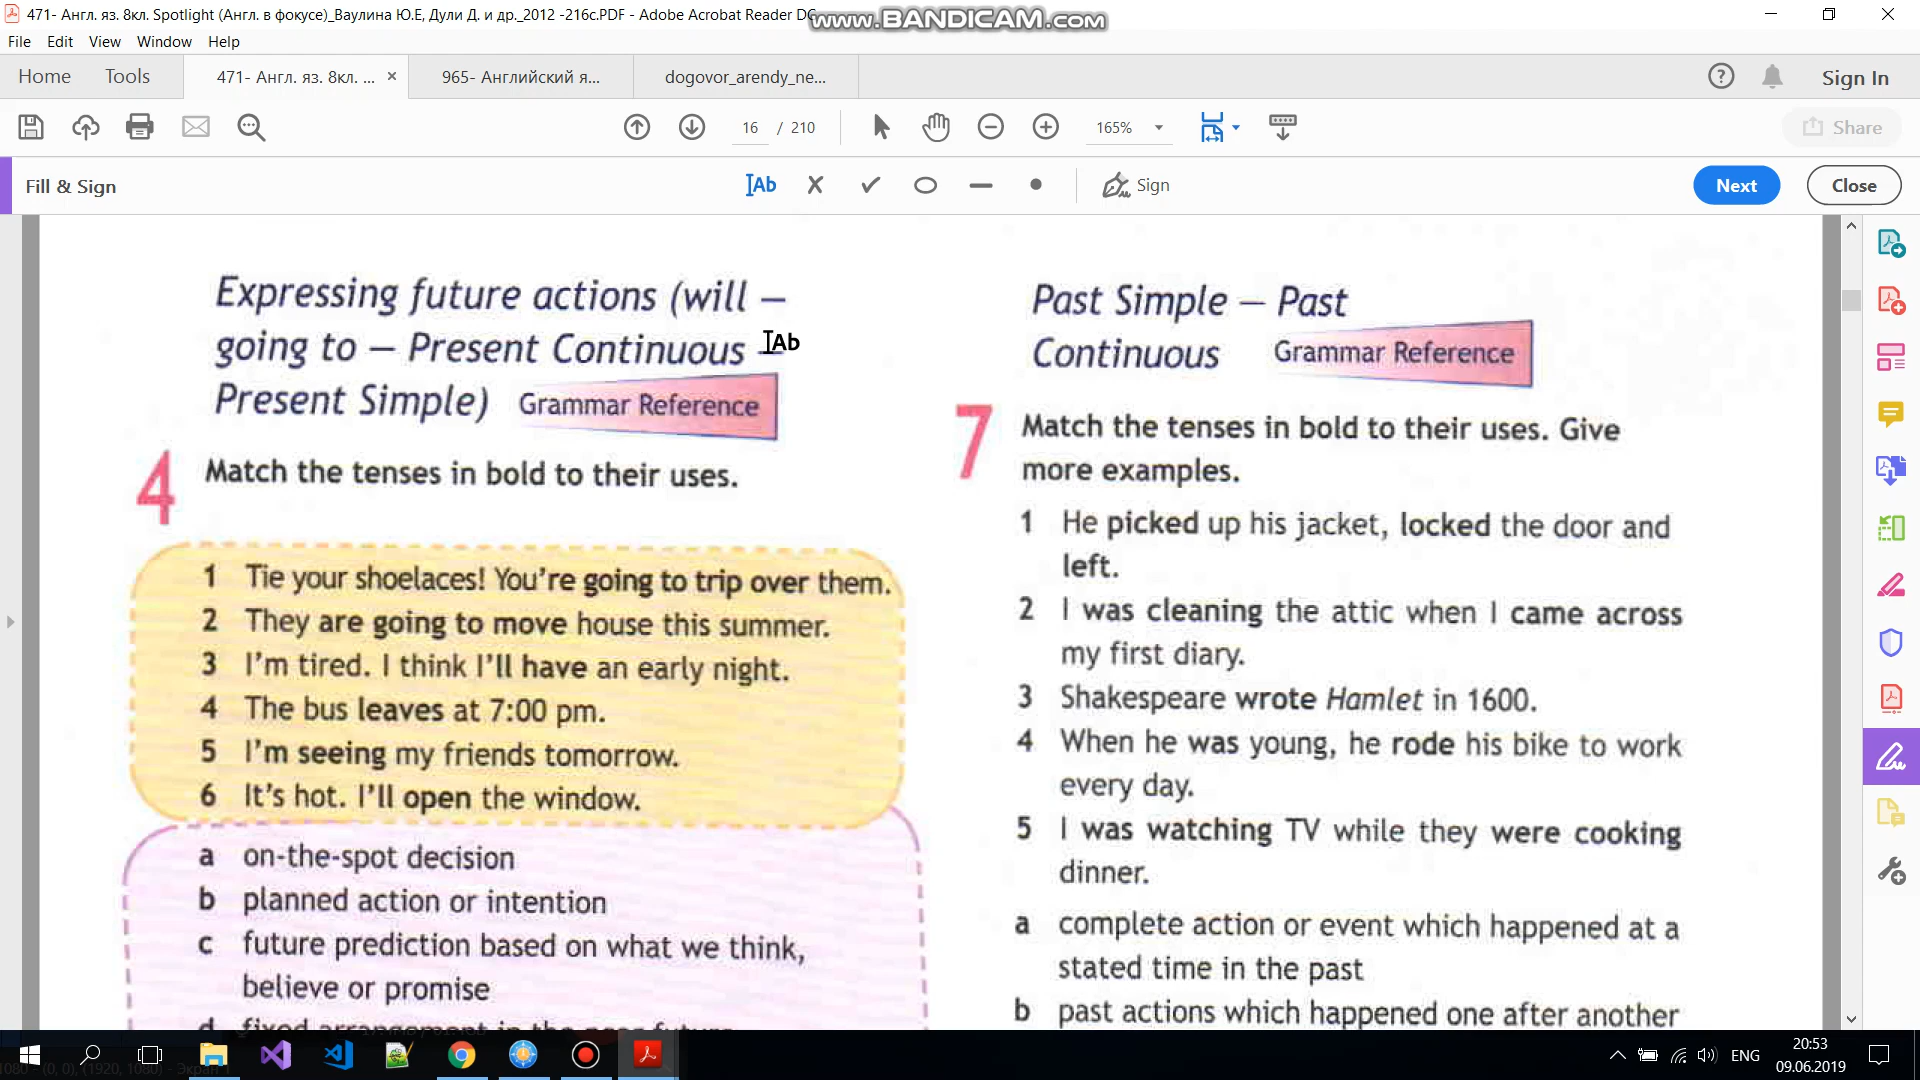 471- Англ. яз. 8кл. Spotlight (Англ. в фокусе)_Ваулина Ю.Е, Дули Д. и др._2012 -216с.PDF - Adobe Acrobat Reader DC
www.BANDICAM.com
File Edit View Window Help
Home Tools 471- Англ. яз. 8кл. ... × 965- Английский я... dogovor_arendy_ne... Sign In
16 / 210 165% Share
Fill & Sign Ab Sign Next Close
Expressing future actions (will –
going to – Present Continuous –
Present Simple) Grammar Reference
4 Match the tenses in bold to their uses.
1 Tie your shoelaces! You're going to trip over them.
2 They are going to move house this summer.
3 I'm tired. I think I'll have an early night.
4 The bus leaves at 7:00 pm.
5 I'm seeing my friends tomorrow.
6 It's hot. I'll open the window.
a on-the-spot decision
b planned action or intention
c future prediction based on what we think,
believe or promise
d fixed arrangement in the near future
Ab
Past Simple – Past
Continuous Grammar Reference
7 Match the tenses in bold to their uses. Give
more examples.
1 He picked up his jacket, locked the door and
left.
2 I was cleaning the attic when I came across
my first diary.
3 Shakespeare wrote Hamlet in 1600.
4 When he was young, he rode his bike to work
every day.
5 I was watching TV while they were cooking
dinner.
a complete action or event which happened at a
stated time in the past
b past actions which happened one after another
ENG
20:53
09.06.2019